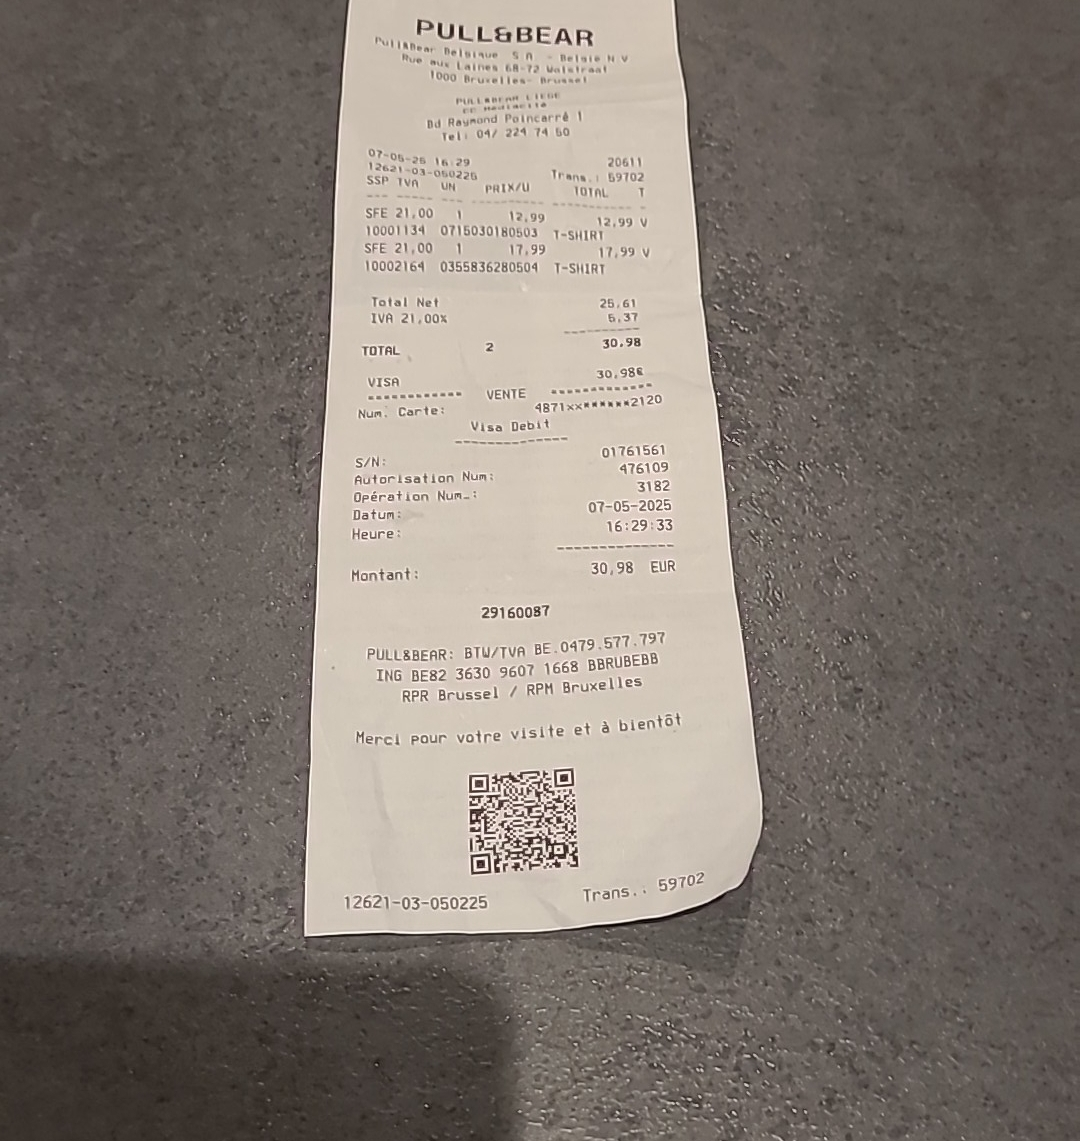 PULL&BEAR
Pull&Bear Belgique S.A. - Belgie N.V
Rue aux Laines 68-72 Wolstraat
1000 Bruxelles- Brussel
PULL&BEAR LIEGE
CC Mediacité
Bd Raymond Poincarrè 1
Tel: 04/ 224 74 50
07-05-25 16:29 20611
12621-03-050225 Trans.: 59702
SSP TVA UN PRIX/U TOTAL T
SFE 21,00 1 12,99 12,99 V
10001134 0715030180503 T-SHIRT
SFE 21,00 1 17,99 17,99 V
10002164 0355836280504 T-SHIRT
Total Net 25,61
IVA 21,00% 5,37
TOTAL 2 30,98
VISA 30,98€
************ VENTE ************
Num. Carte: 4871xx******2120
Visa Debit
S/N: 01761561
Autorisation Num: 476109
Opération Num.: 3182
Datum: 07-05-2025
Heure: 16:29:33
Montant: 30,98 EUR
29160087
PULL&BEAR: BTW/TVA BE.0479.577.797
ING BE82 3630 9607 1668 BBRUBEBB
RPR Brussel / RPM Bruxelles
Merci pour votre visite et à bientôt
12621-03-050225 Trans.: 59702